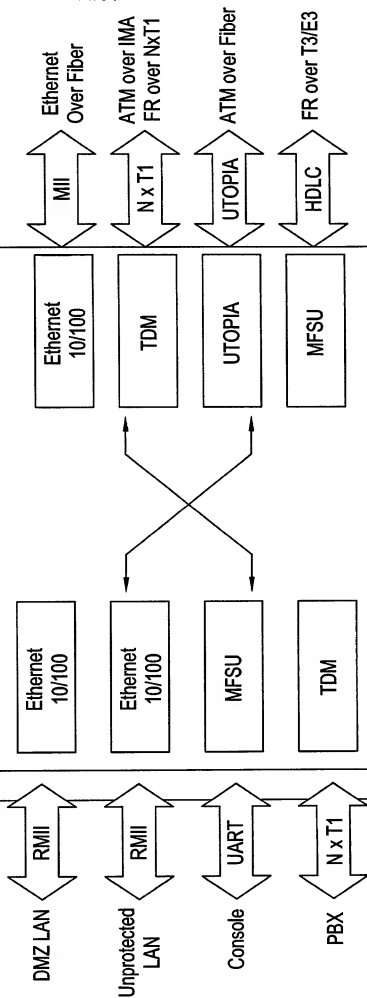 Ethernet
Over Fiber
ATM over IMA
FR over NxT1
ATM over Fiber
FR over T3/E3
MII
N x T1
UTOPIA
HDLC
Ethernet
10/100
TDM
UTOPIA
MFSU
Ethernet
10/100
Ethernet
10/100
MFSU
TDM
RMII
RMII
UART
N x T1
DMZ LAN
Unprotected
LAN
Console
PBX